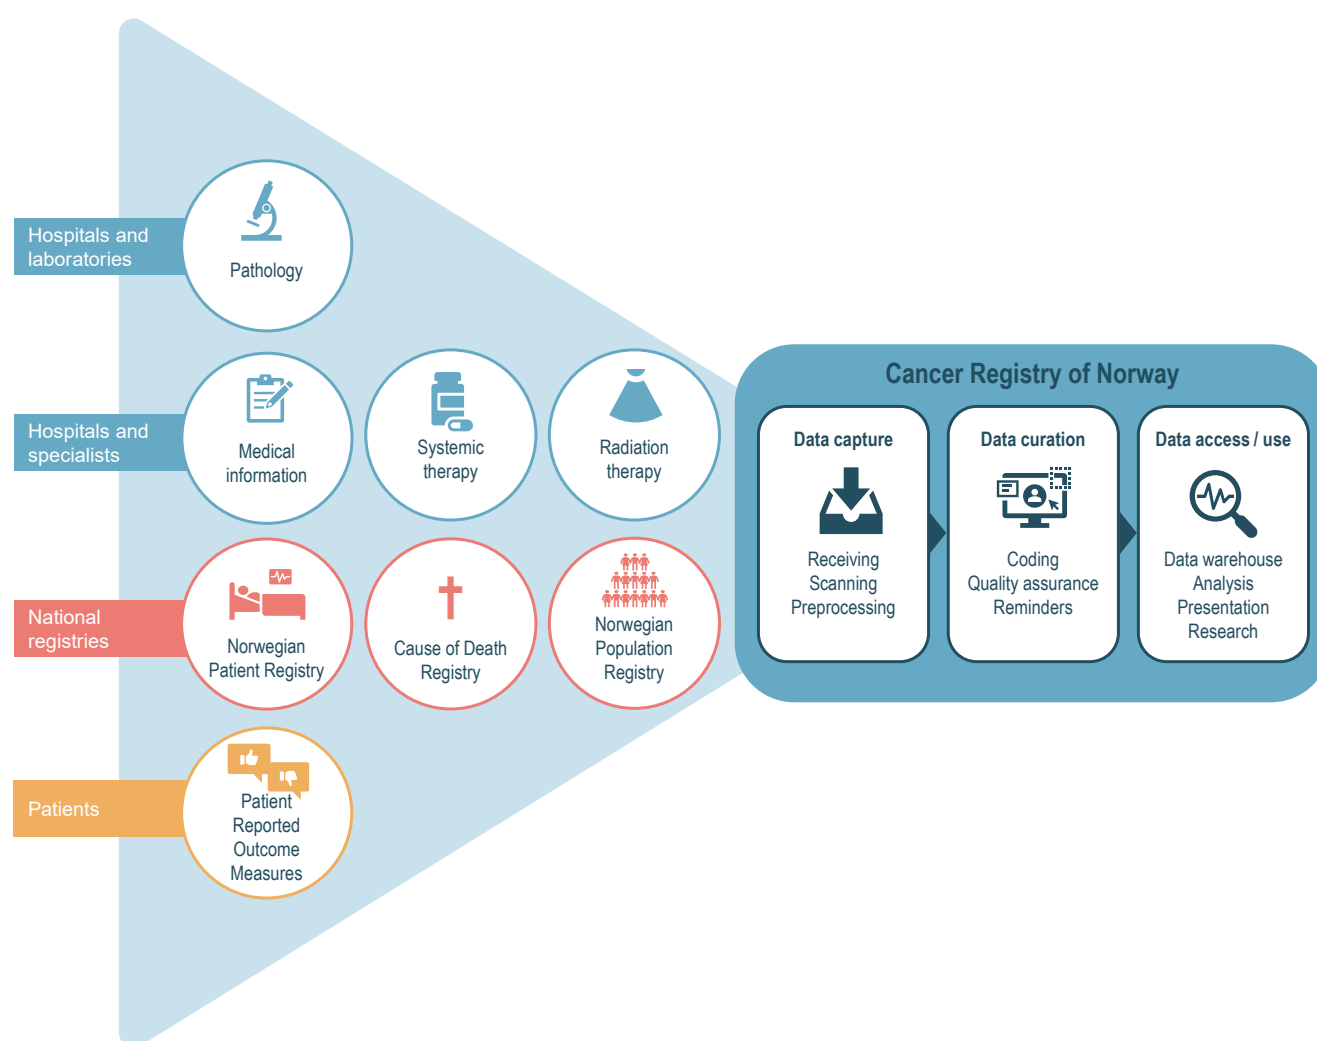 Hospitals and
laboratories
Pathology
Hospitals and
specialists
Medical
information
Systemic
therapy
Radiation
therapy
National
registries
Norwegian
Patient Registry
Cause of Death
Registry
Norwegian
Population
Registry
Patients
Patient
Reported
Outcome
Measures
Cancer Registry of Norway
Data capture
Receiving
Scanning
Preprocessing
Data curation
Coding
Quality assurance
Reminders
Data access / use
Data warehouse
Analysis
Presentation
Research